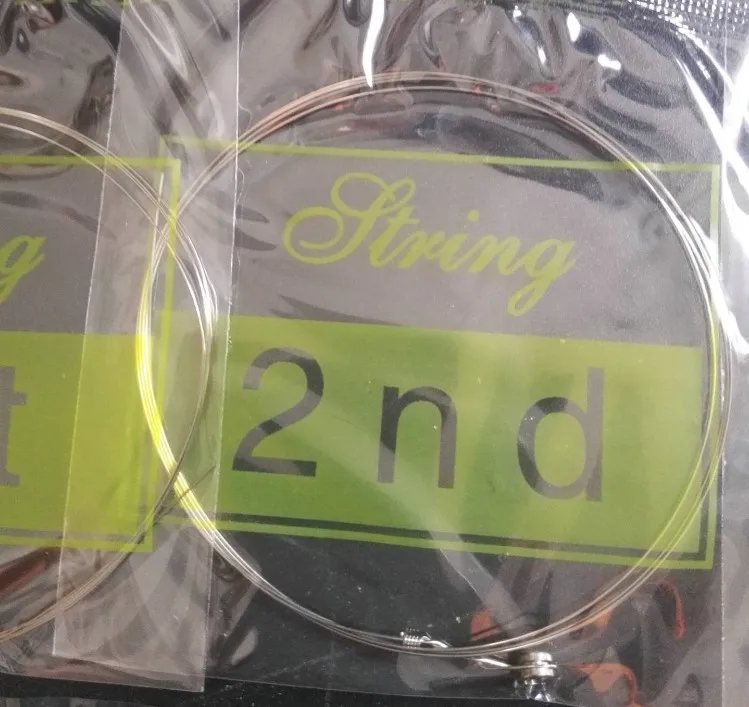 String
2nd